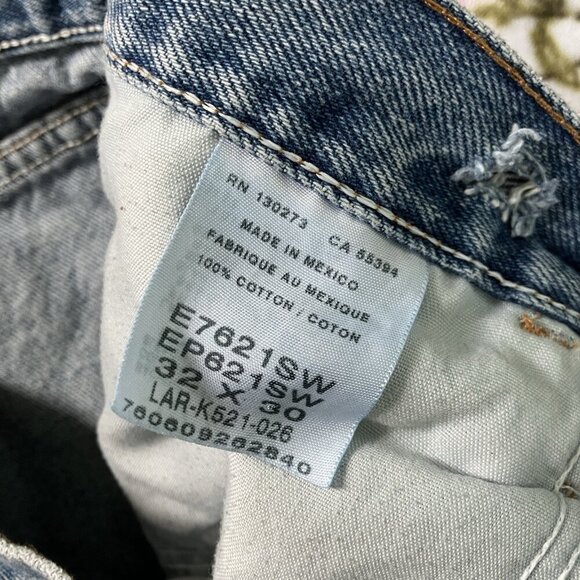 RN 130273 CA 55394
MADE IN MEXICO
FABRIQUE AU MEXIQUE
100% COTTON / COTON
E7621SW
EP621SW
32 X 30
LAR-K521-026
760609262840